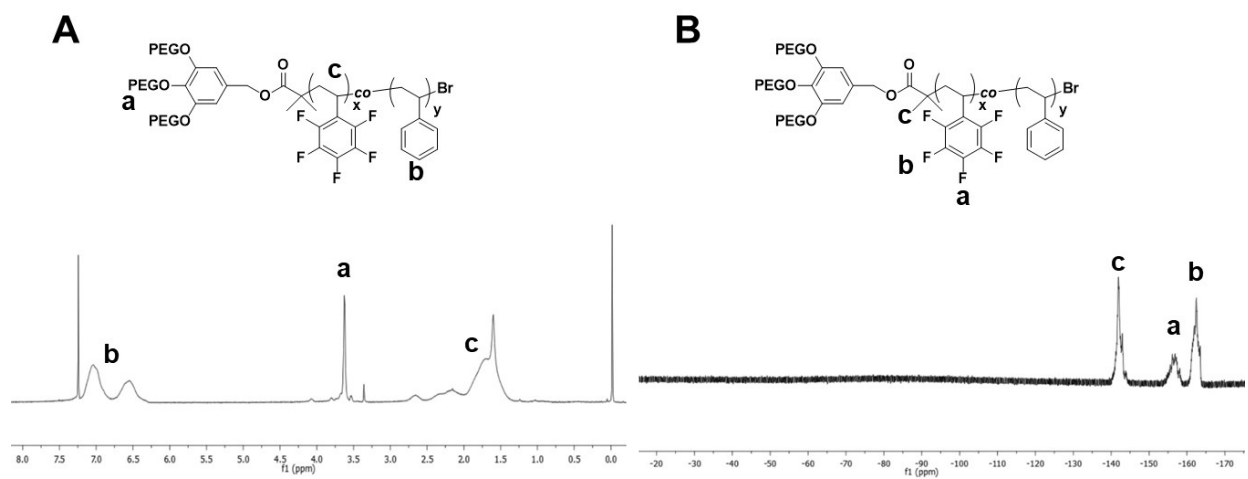 A
PEGO
PEGO
a
PEGO
O
O
c
x
co
y
Br
F
F
F
F
F
b
b
a
c
8.0 7.5 7.0 6.5 6.0 5.5 5.0 4.5 4.0 3.5 3.0 2.5 2.0 1.5 1.0 0.5 0.0
f1 (ppm)
B
PEGO
PEGO
PEGO
O
O
c
x
co
y
Br
F
F
F
F
F
b
a
c
a
b
-20 -30 -40 -50 -60 -70 -80 -90 -100 -110 -120 -130 -140 -150 -160 -170
f1 (ppm)